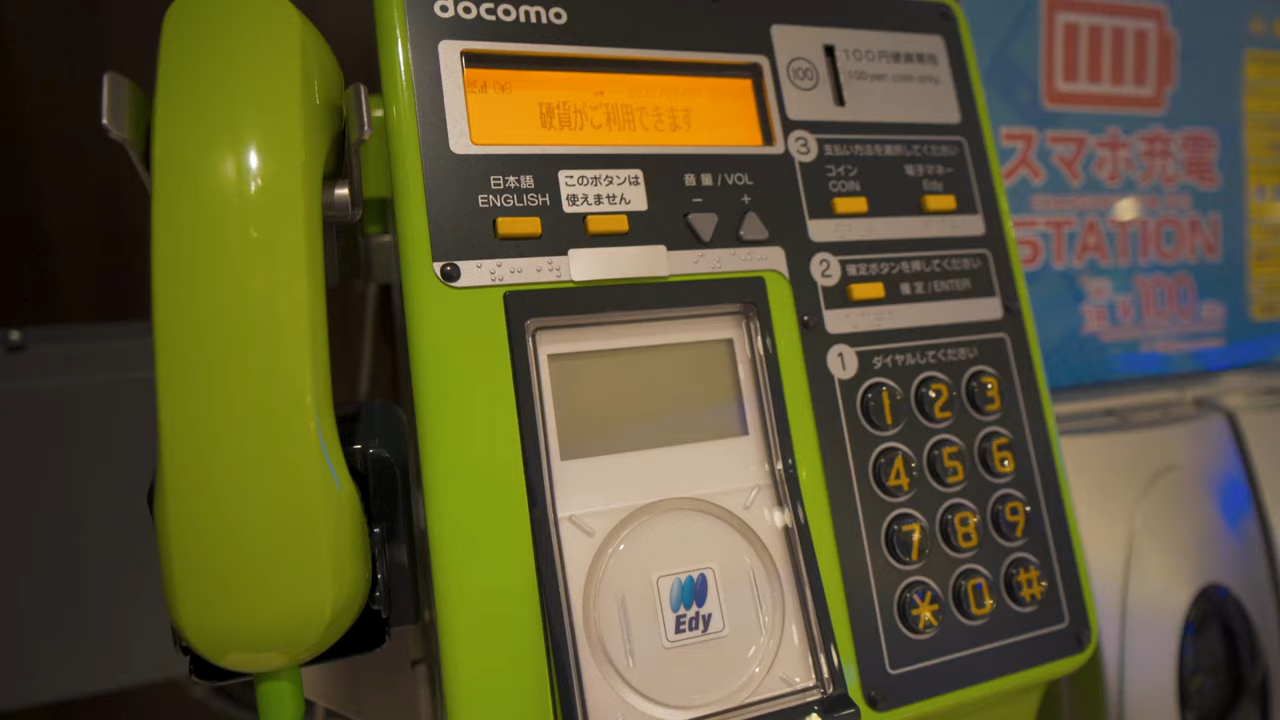 docomo
硬貨がご利用できます
日本語
ENGLISH
このボタンは
使えません
音量/VOL
−
+
100
100円硬貨専用
100-yen coin only.
3
支払い方法を選択してください
コイン
COIN
電子マネー
Edy
2
確定ボタンを押してください
確定/ENTER
1
ダイヤルしてください
1 2 3
4 5 6
7 8 9
* 0 #
Edy
スマホ充電
STATION
¥100